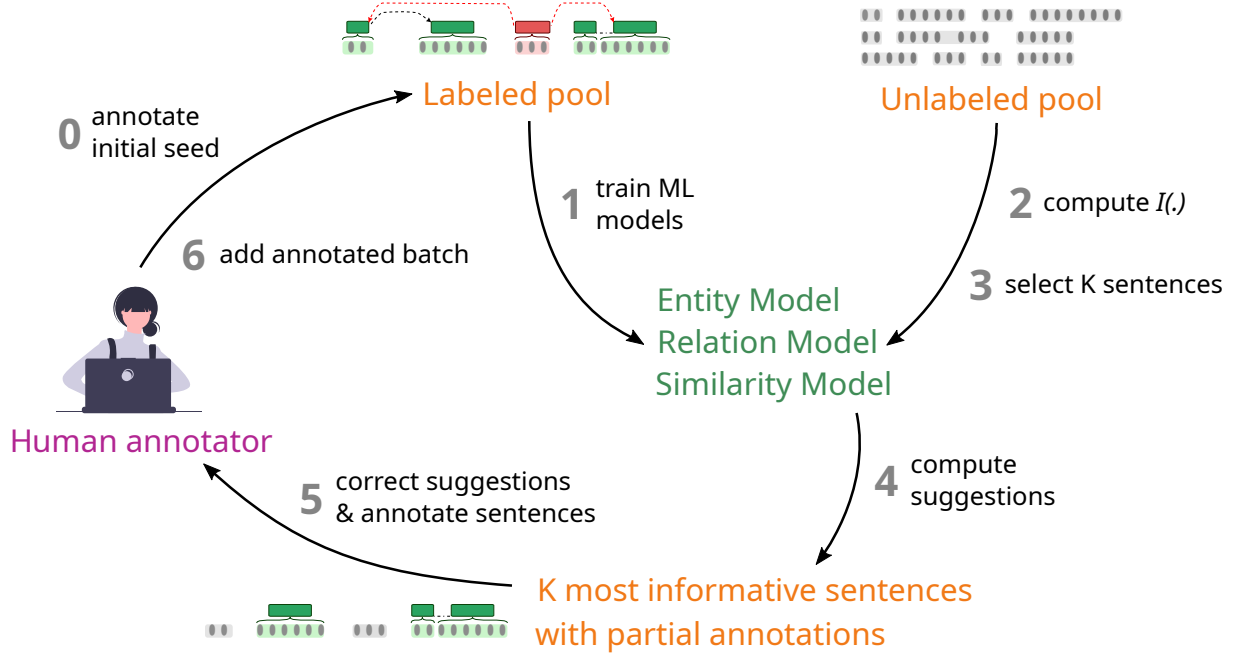 Labeled pool
Unlabeled pool
0 annotate
initial seed
1 train ML
models
2 compute I(.)
6 add annotated batch
3 select K sentences
Entity Model
Relation Model
Similarity Model
Human annotator
4 compute
suggestions
5 correct suggestions
& annotate sentences
K most informative sentences
with partial annotations